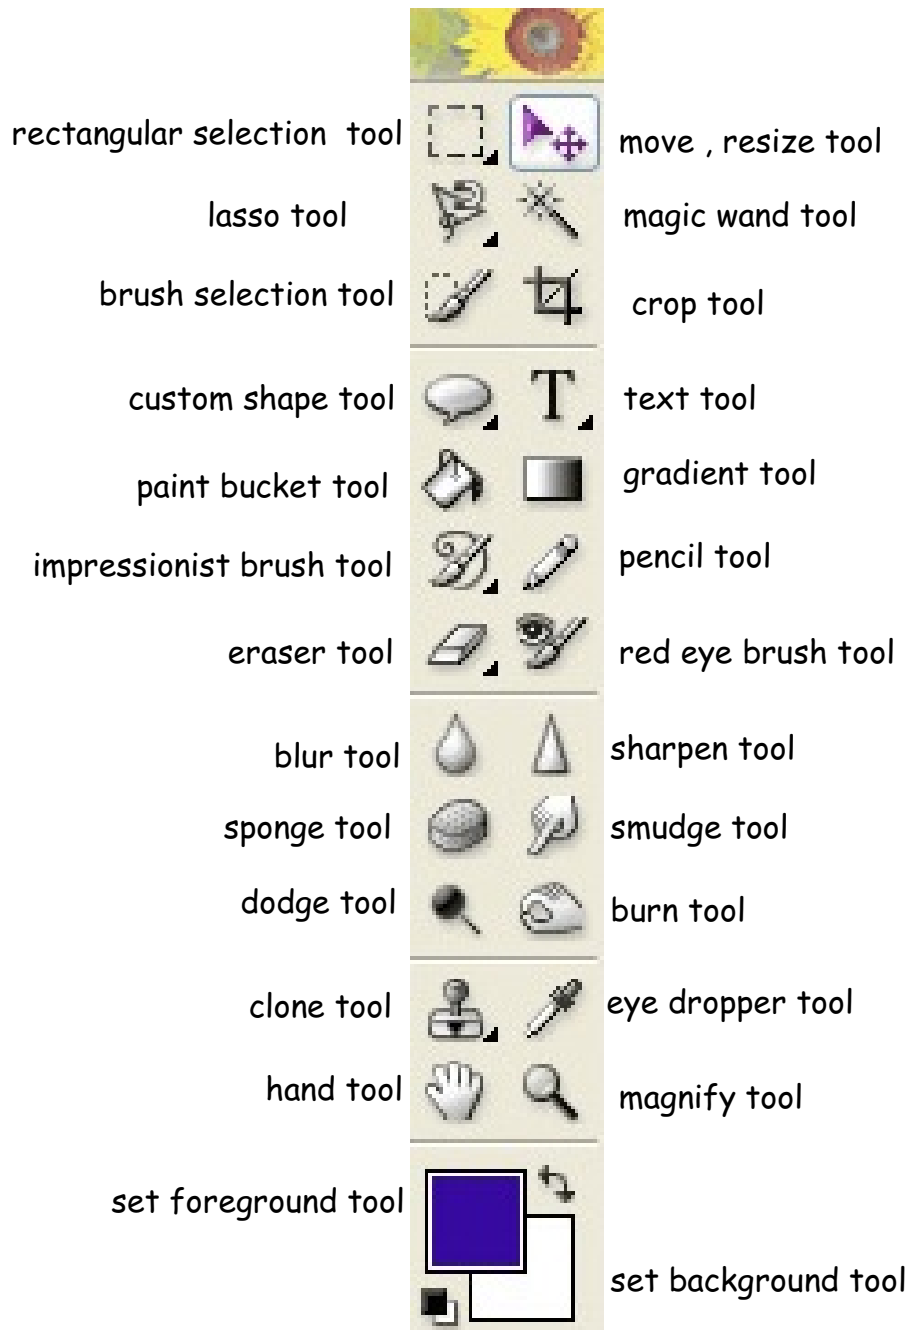 rectangular selection  tool
move , resize tool
lasso tool
magic wand tool
brush selection tool
crop tool
custom shape tool
T
text tool
paint bucket tool
gradient tool
impressionist brush tool
pencil tool
eraser tool
red eye brush tool
blur tool
sharpen tool
sponge tool
smudge tool
dodge tool
burn tool
clone tool
eye dropper tool
hand tool
magnify tool
set foreground tool
set background tool